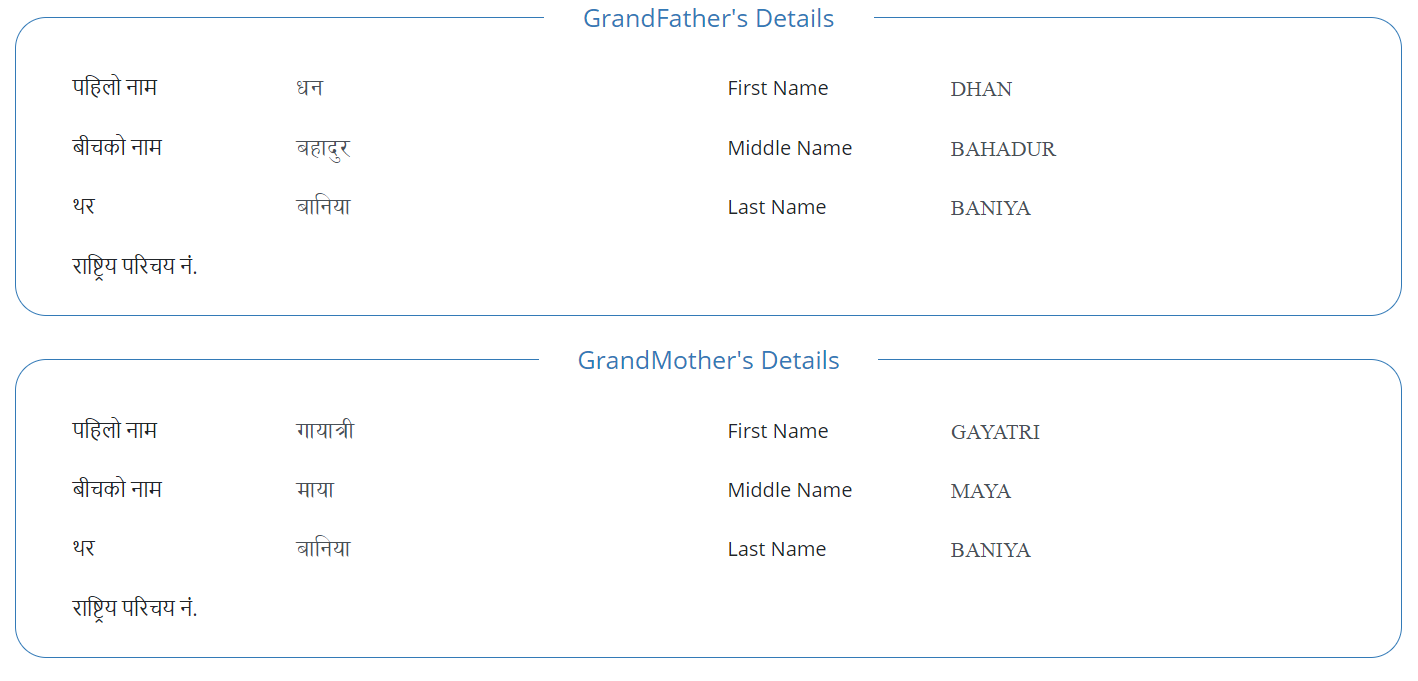 GrandFather's Details
पहिलो नाम धन First Name DHAN
बीचको नाम बहादुर Middle Name BAHADUR
थर बानिया Last Name BANIYA
राष्ट्रिय परिचय नं.
GrandMother's Details
पहिलो नाम गायात्री First Name GAYATRI
बीचको नाम माया Middle Name MAYA
थर बानिया Last Name BANIYA
राष्ट्रिय परिचय नं.